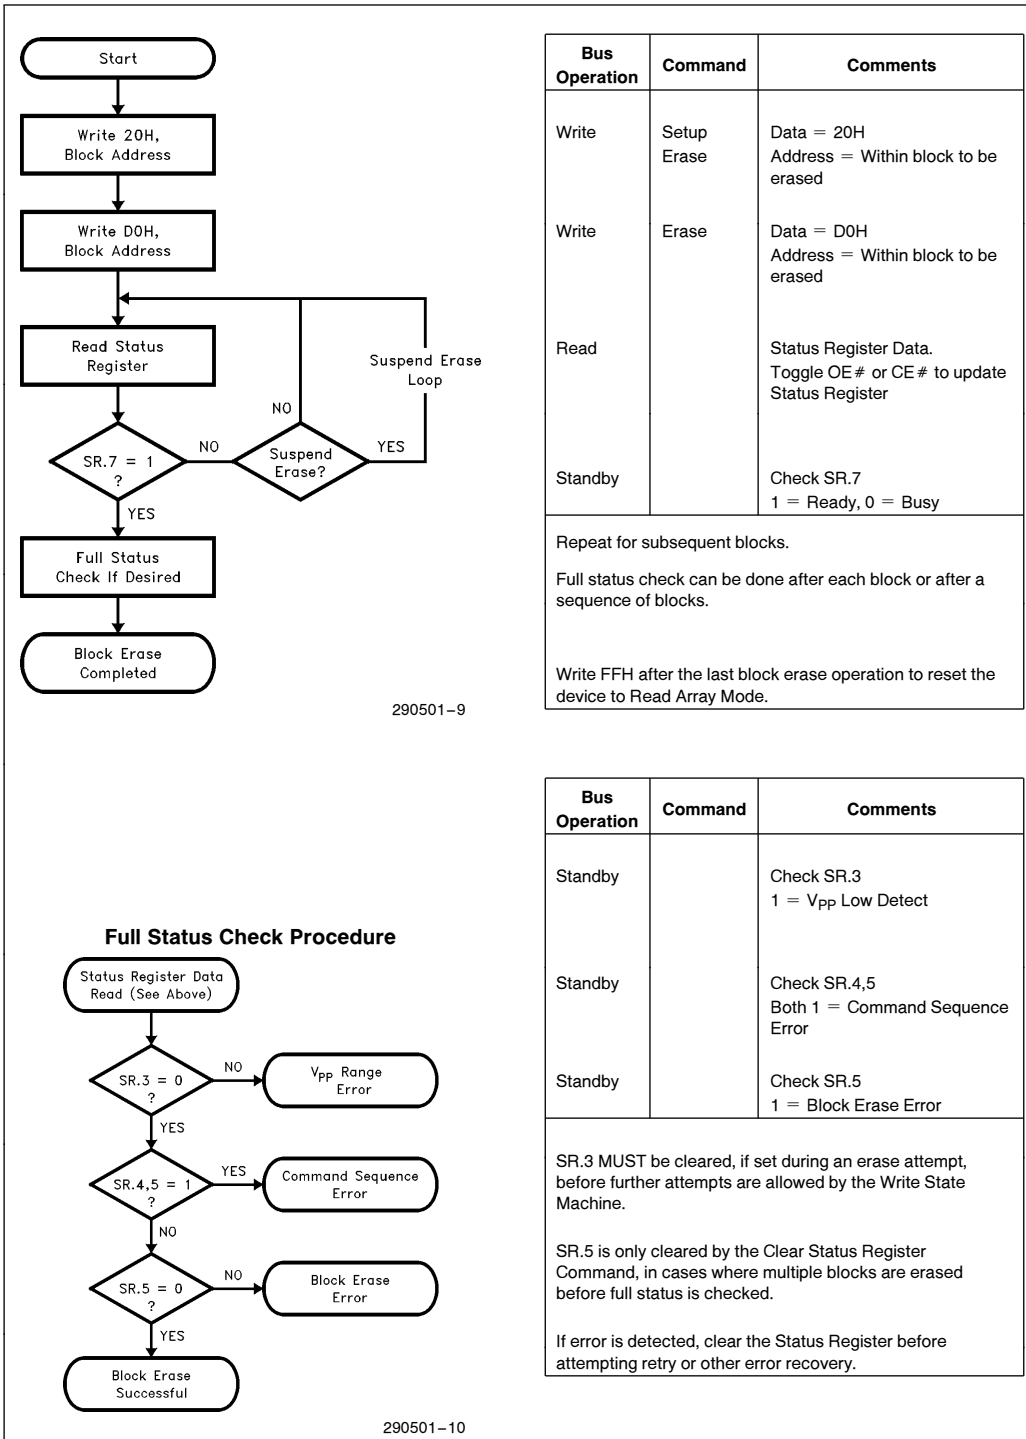 Start
Write 20H,
Block Address
Write D0H,
Block Address
Read Status
Register
Suspend Erase
Loop
NO
SR.7 = 1
?
NO
Suspend
Erase?
YES
YES
Full Status
Check If Desired
Block Erase
Completed
290501–9
Bus
Operation
Command
Comments
Write
Setup
Erase
Data = 20H
Address = Within block to be
erased
Write
Erase
Data = D0H
Address = Within block to be
erased
Read
Status Register Data.
Toggle OE# or CE# to update
Status Register
Standby
Check SR.7
1 = Ready, 0 = Busy
Repeat for subsequent blocks.
Full status check can be done after each block or after a
sequence of blocks.
Write FFH after the last block erase operation to reset the
device to Read Array Mode.
Full Status Check Procedure
Status Register Data
Read (See Above)
SR.3 = 0
?
NO
VPP Range
Error
YES
SR.4,5 = 1
?
YES
Command Sequence
Error
NO
SR.5 = 0
?
NO
Block Erase
Error
YES
Block Erase
Successful
290501–10
Bus
Operation
Command
Comments
Standby
Check SR.3
1 = VPP Low Detect
Standby
Check SR.4,5
Both 1 = Command Sequence
Error
Standby
Check SR.5
1 = Block Erase Error
SR.3 MUST be cleared, if set during an erase attempt,
before further attempts are allowed by the Write State
Machine.
SR.5 is only cleared by the Clear Status Register
Command, in cases where multiple blocks are erased
before full status is checked.
If error is detected, clear the Status Register before
attempting retry or other error recovery.